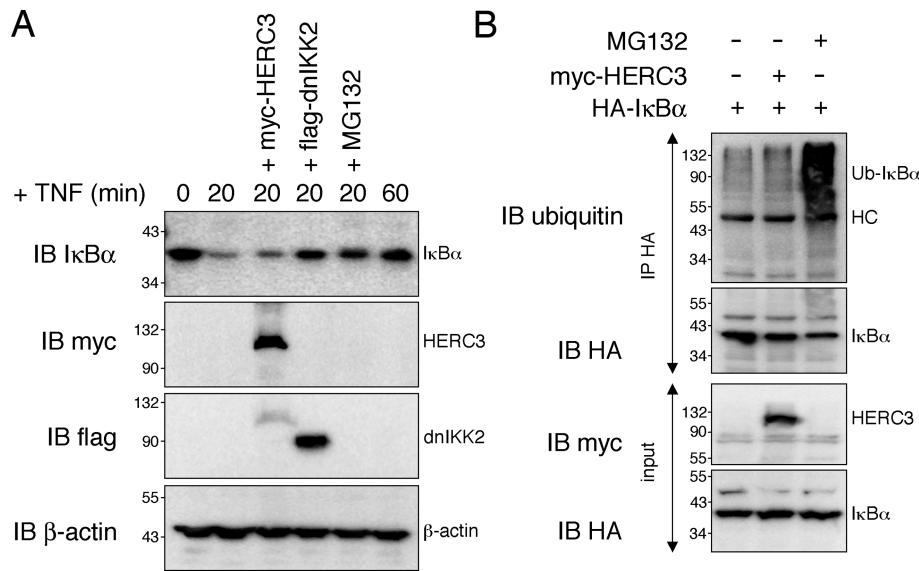 A
+ myc-HERC3
+ flag-dnIKK2
+ MG132
+ TNF (min) 0 20 20 20 20 60
IB IκBα 43 34 IκBα
IB myc 132 90 HERC3
IB flag 132 90 dnIKK2
IB β-actin 55 43 β-actin
B
MG132 - - +
myc-HERC3 - + -
HA-IκBα + + +
IP HA
IB ubiquitin 132 90 55 43 34 Ub-IκBα HC
IB HA 55 43 34 IκBα
input
IB myc 132 90 55 HERC3
IB HA 55 43 34 IκBα